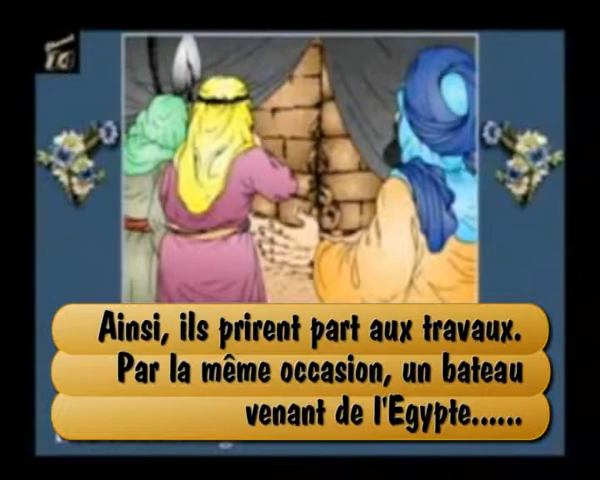 Ainsi, ils prirent part aux travaux.
Par la même occasion, un bateau
venant de l'Egypte......